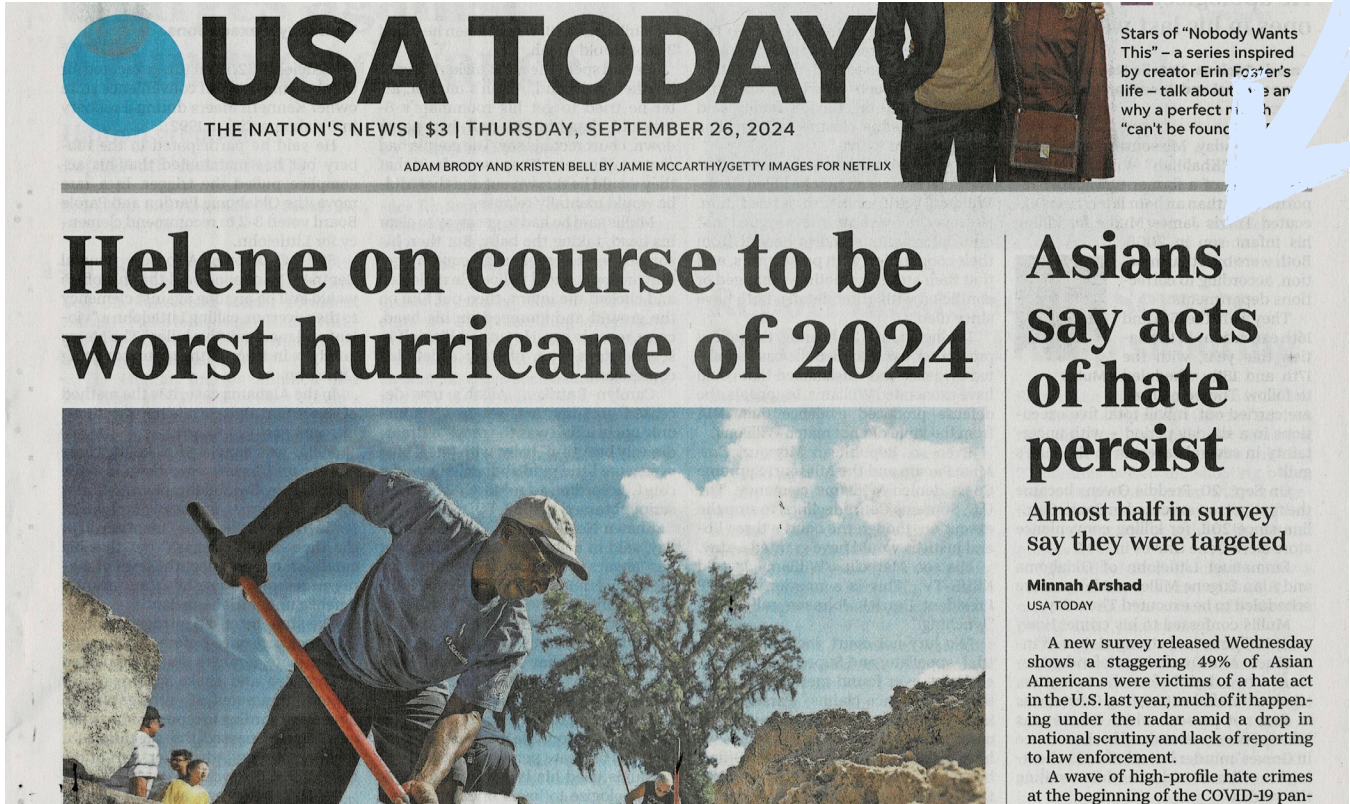 USA TODAY
THE NATION'S NEWS | $3 | THURSDAY, SEPTEMBER 26, 2024
ADAM BRODY AND KRISTEN BELL BY JAMIE MCCARTHY/GETTY IMAGES FOR NETFLIX
Stars of “Nobody Wants
This” – a series inspired
by creator Erin Foster's
life – talk about
why a perfect
“can't be
Helene on course to be
worst hurricane of 2024
Asians
say acts
of hate
persist
Almost half in survey
say they were targeted
Minnah Arshad
USA TODAY
A new survey released Wednesday
shows a staggering 49% of Asian
Americans were victims of a hate act
in the U.S. last year, much of it happen-
ing under the radar amid a drop in
national scrutiny and lack of reporting
to law enforcement.
A wave of high-profile hate crimes
at the beginning of the COVID-19 pan-